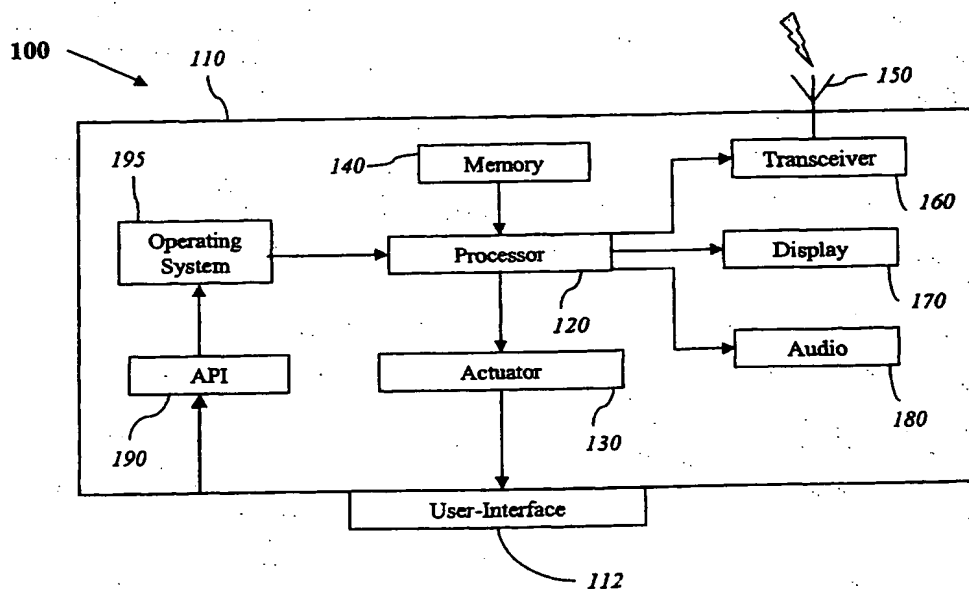 100
110
150
195
140
Memory
Transceiver
160
Operating
System
Processor
Display
120
170
API
Actuator
Audio
190
130
180
User-Interface
112